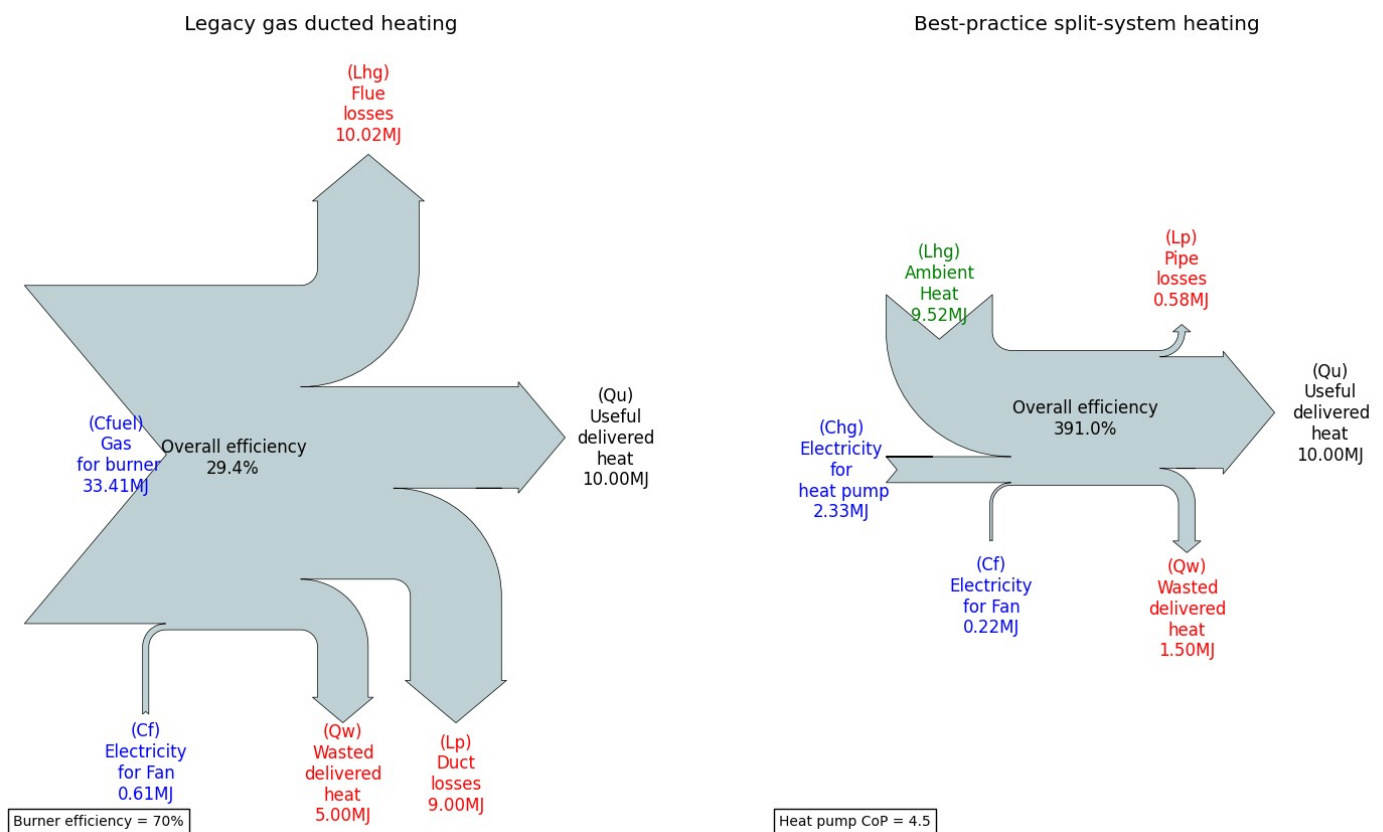 Legacy gas ducted heating
(Lhg)
Flue
losses
10.02MJ
(Cfuel)
Gas
for burner
33.41MJ
Overall efficiency
29.4%
(Qu)
Useful
delivered
heat
10.00MJ
(Cf)
Electricity
for Fan
0.61MJ
(Qw)
Wasted
delivered
heat
5.00MJ
(Lp)
Duct
losses
9.00MJ
Burner efficiency = 70%
Best-practice split-system heating
(Lhg)
Ambient
Heat
9.52MJ
(Lp)
Pipe
losses
0.58MJ
(Chg)
Electricity
for
heat pump
2.33MJ
Overall efficiency
391.0%
(Qu)
Useful
delivered
heat
10.00MJ
(Cf)
Electricity
for Fan
0.22MJ
(Qw)
Wasted
delivered
heat
1.50MJ
Heat pump CoP = 4.5